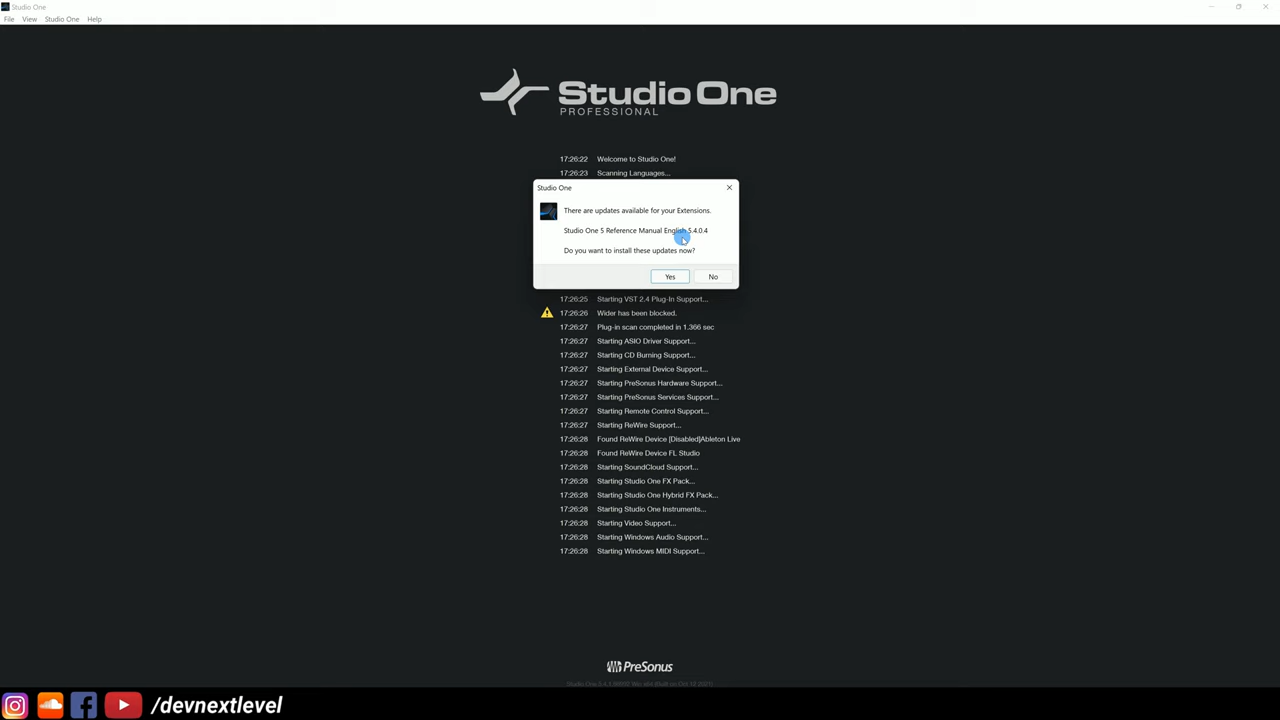 Studio One
File View Studio One Help
Studio One
PROFESSIONAL
17:26:22 Welcome to Studio One!
17:26:23 Scanning Languages...
Studio One
There are updates available for your Extensions.
Studio One 5 Reference Manual English 5.4.0.4
Do you want to install these updates now?
Yes No
17:26:25 Starting VST 2.4 Plug-In Support...
17:26:26 Wider has been blocked.
17:26:27 Plug-in scan completed in 1.366 sec
17:26:27 Starting ASIO Driver Support...
17:26:27 Starting CD Burning Support...
17:26:27 Starting External Device Support...
17:26:27 Starting PreSonus Hardware Support...
17:26:27 Starting PreSonus Services Support...
17:26:27 Starting Remote Control Support...
17:26:27 Starting ReWire Support...
17:26:28 Found ReWire Device [Disabled]Ableton Live
17:26:28 Found ReWire Device FL Studio
17:26:28 Starting SoundCloud Support...
17:26:28 Starting Studio One FX Pack...
17:26:28 Starting Studio One Hybrid FX Pack...
17:26:28 Starting Studio One Instruments...
17:26:28 Starting Video Support...
17:26:28 Starting Windows Audio Support...
17:26:28 Starting Windows MIDI Support...
PreSonus
/devnextlevel